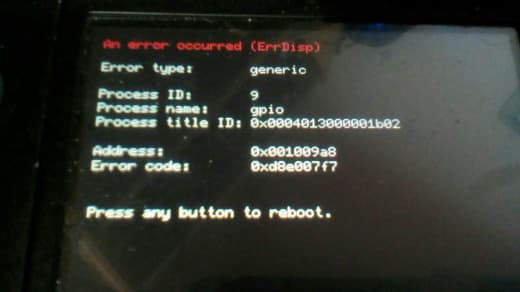 An error occurred (ErrDisp)
Error type: generic
Process ID: 9
Process name: gpio
Process title ID: 0x0004013000001b02
Address: 0x001009a8
Error code: 0xd8e007f7
Press any button to reboot.